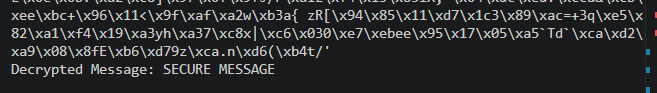 xee\xbc+\x96\x11<\x9f\xaf\xa2w\xb3a{ zR[\x94\x85\x11\xd7\x1c3\x89\xac=+3q\xe5\x
82\xa1\xf4\x19\xa3yh\xa37\xc8x|\xc6\x030\xe7\xebee\x95\x17\x05\xa5`Td`\xca\xd2\
xa9\x08\x8fE\xb6\xd79z\xca.n\xd6(\xb4t/'
Decrypted Message: SECURE MESSAGE